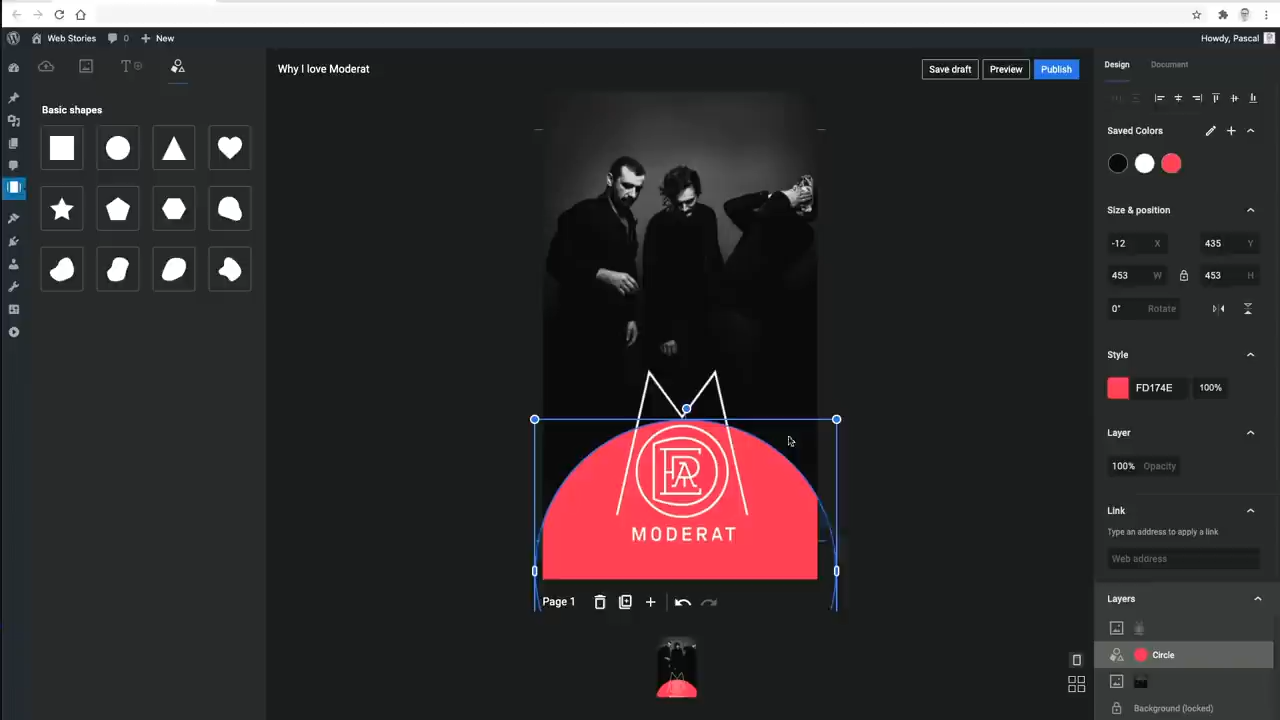 Web Stories
0
New
Howdy, Pascal
T
Why I love Moderat
Save draft
Preview
Publish
Design
Document
Basic shapes
Saved Colors
Size & position
-12 X
435 Y
453 W
453 H
0° Rotate
Style
FD174E
100%
Layer
100% Opacity
Link
Type an address to apply a link
Web address
MODERAT
Page 1
Layers
Circle
Background (locked)